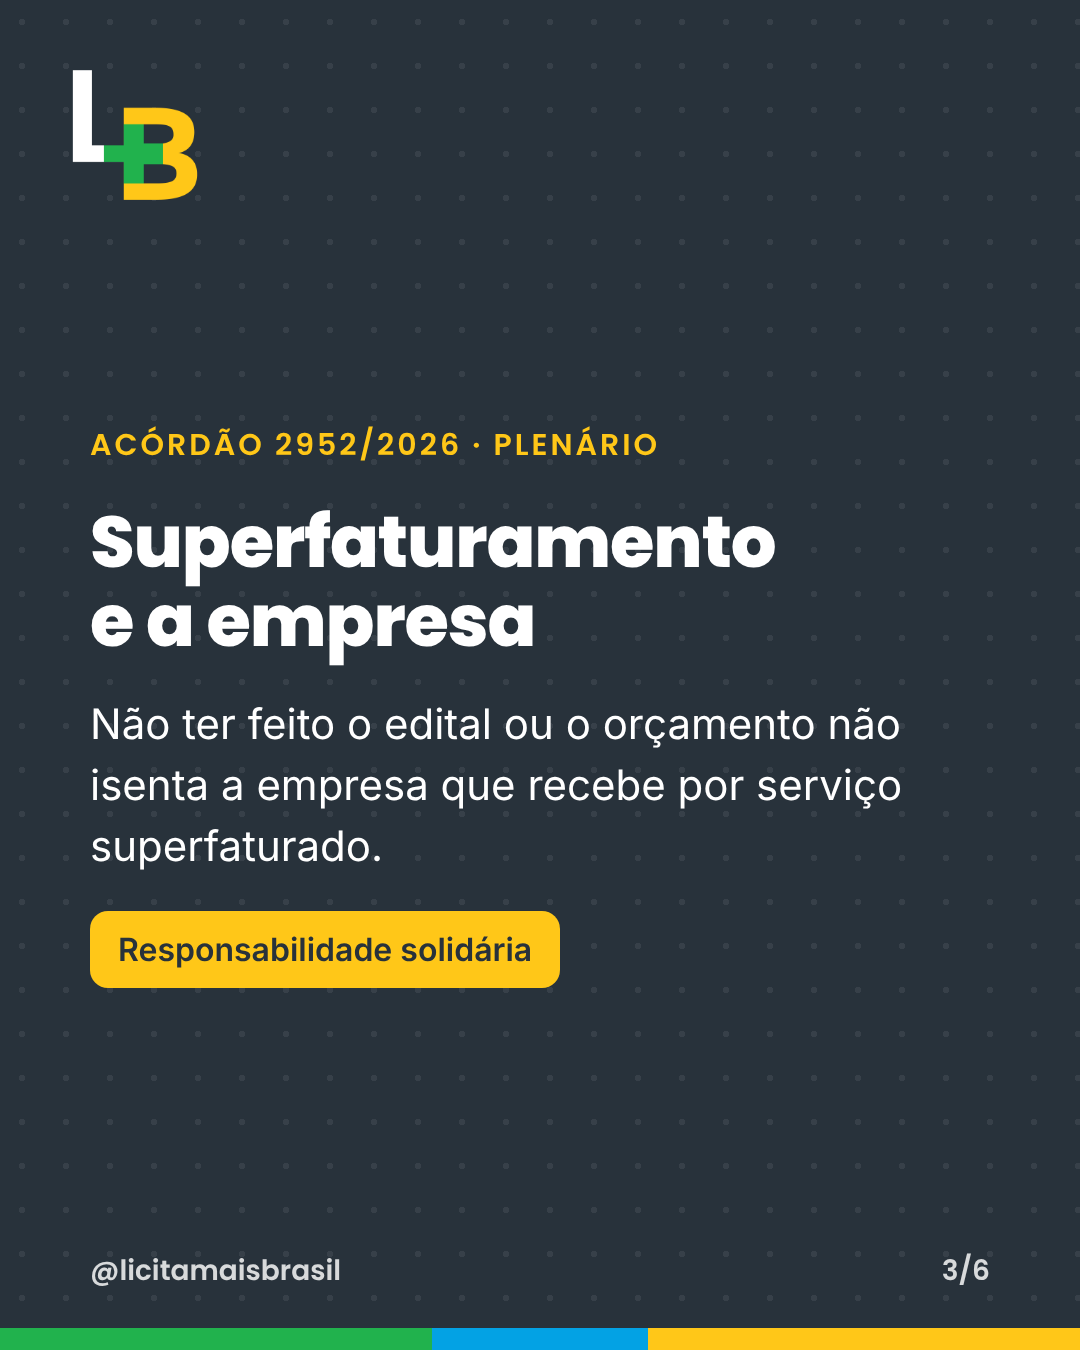 L+B
ACÓRDÃO 2952/2026 · PLENÁRIO
Superfaturamento
e a empresa
Não ter feito o edital ou o orçamento não
isenta a empresa que recebe por serviço
superfaturado.
Responsabilidade solidária
@licitamaisbrasil
3/6